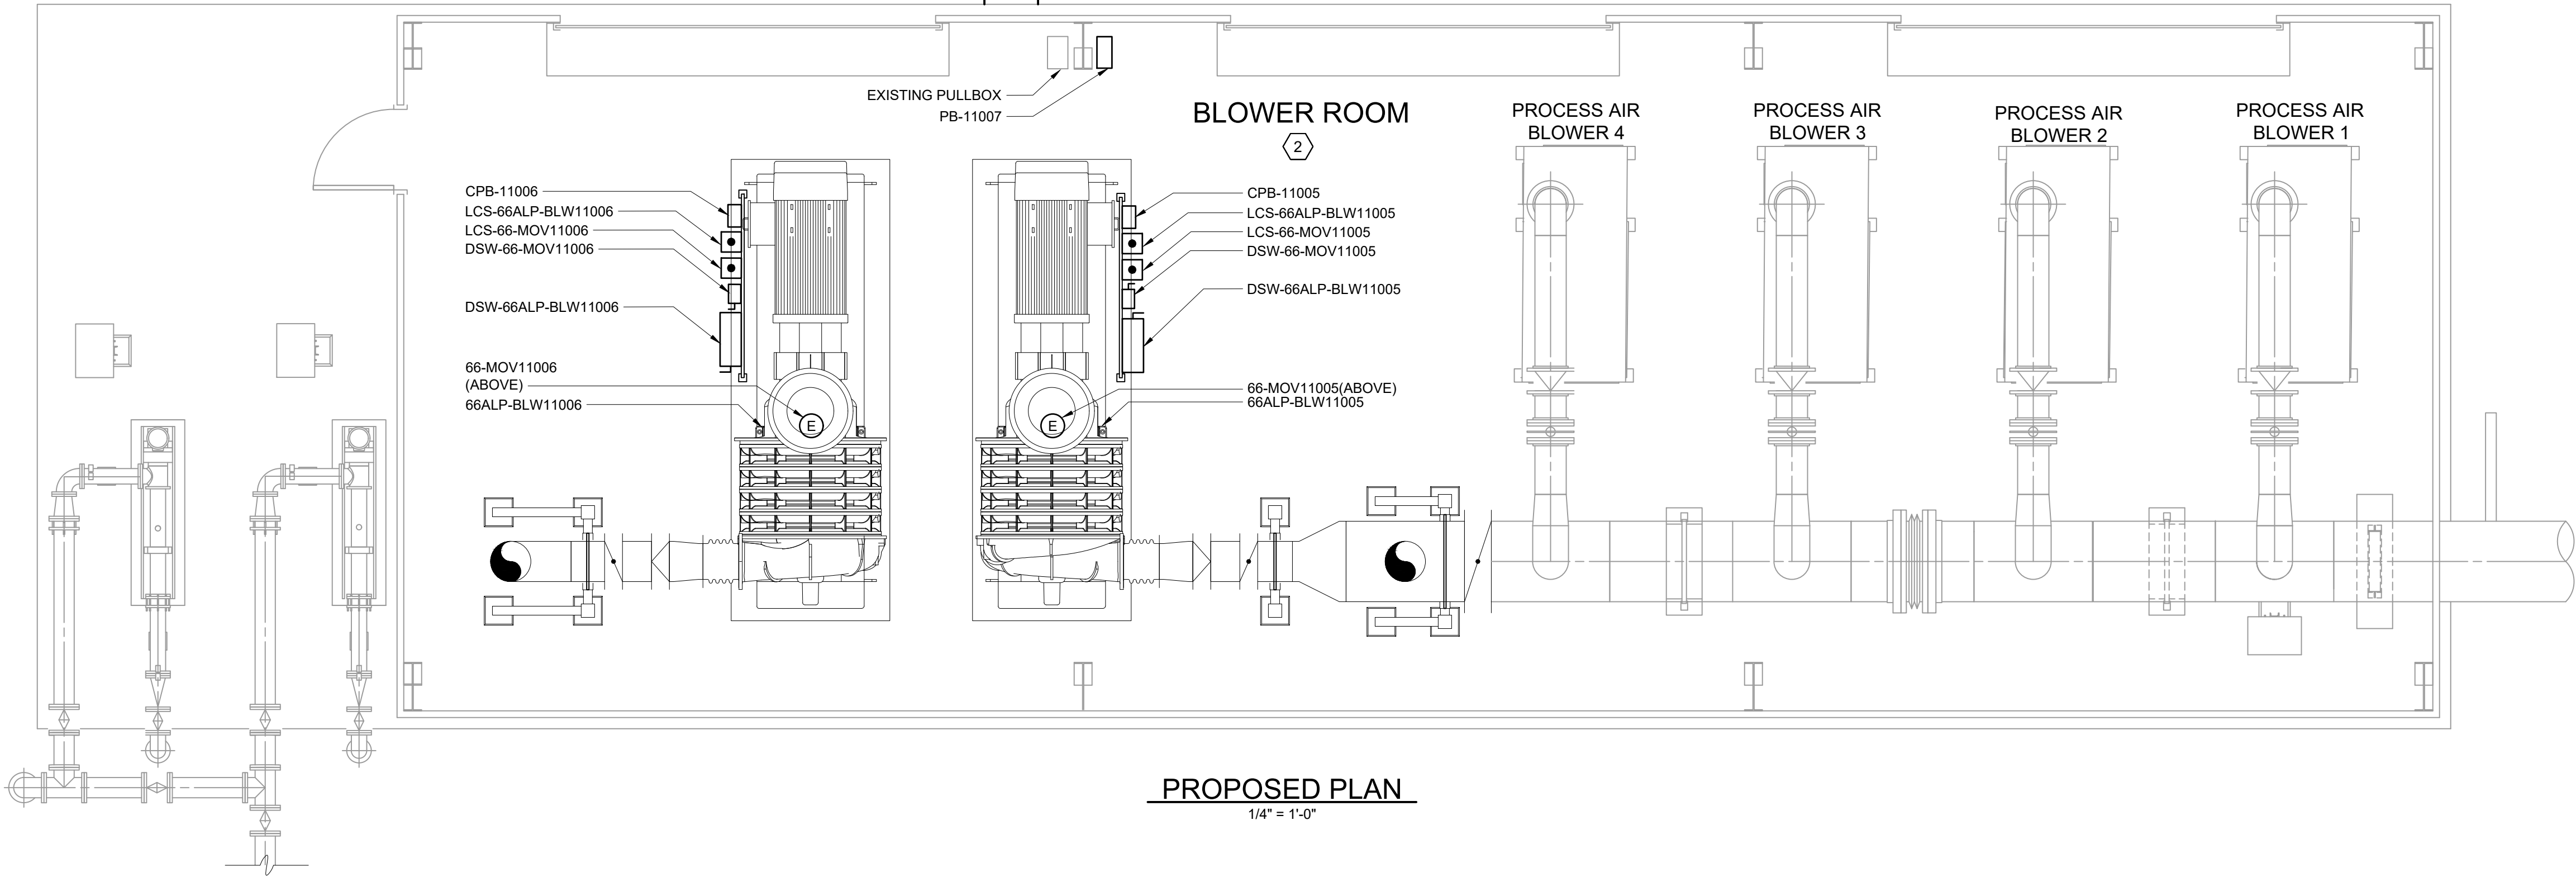 EXISTING PULLBOX
PB-11007
BLOWER ROOM
2
PROCESS AIR
BLOWER 4
PROCESS AIR
BLOWER 3
PROCESS AIR
BLOWER 2
PROCESS AIR
BLOWER 1
CPB-11006
LCS-66ALP-BLW11006
LCS-66-MOV11006
DSW-66-MOV11006
DSW-66ALP-BLW11006
66-MOV11006
(ABOVE)
66ALP-BLW11006
E
CPB-11005
LCS-66ALP-BLW11005
LCS-66-MOV11005
DSW-66-MOV11005
DSW-66ALP-BLW11005
66-MOV11005(ABOVE)
66ALP-BLW11005
E
PROPOSED PLAN
1/4" = 1'-0"